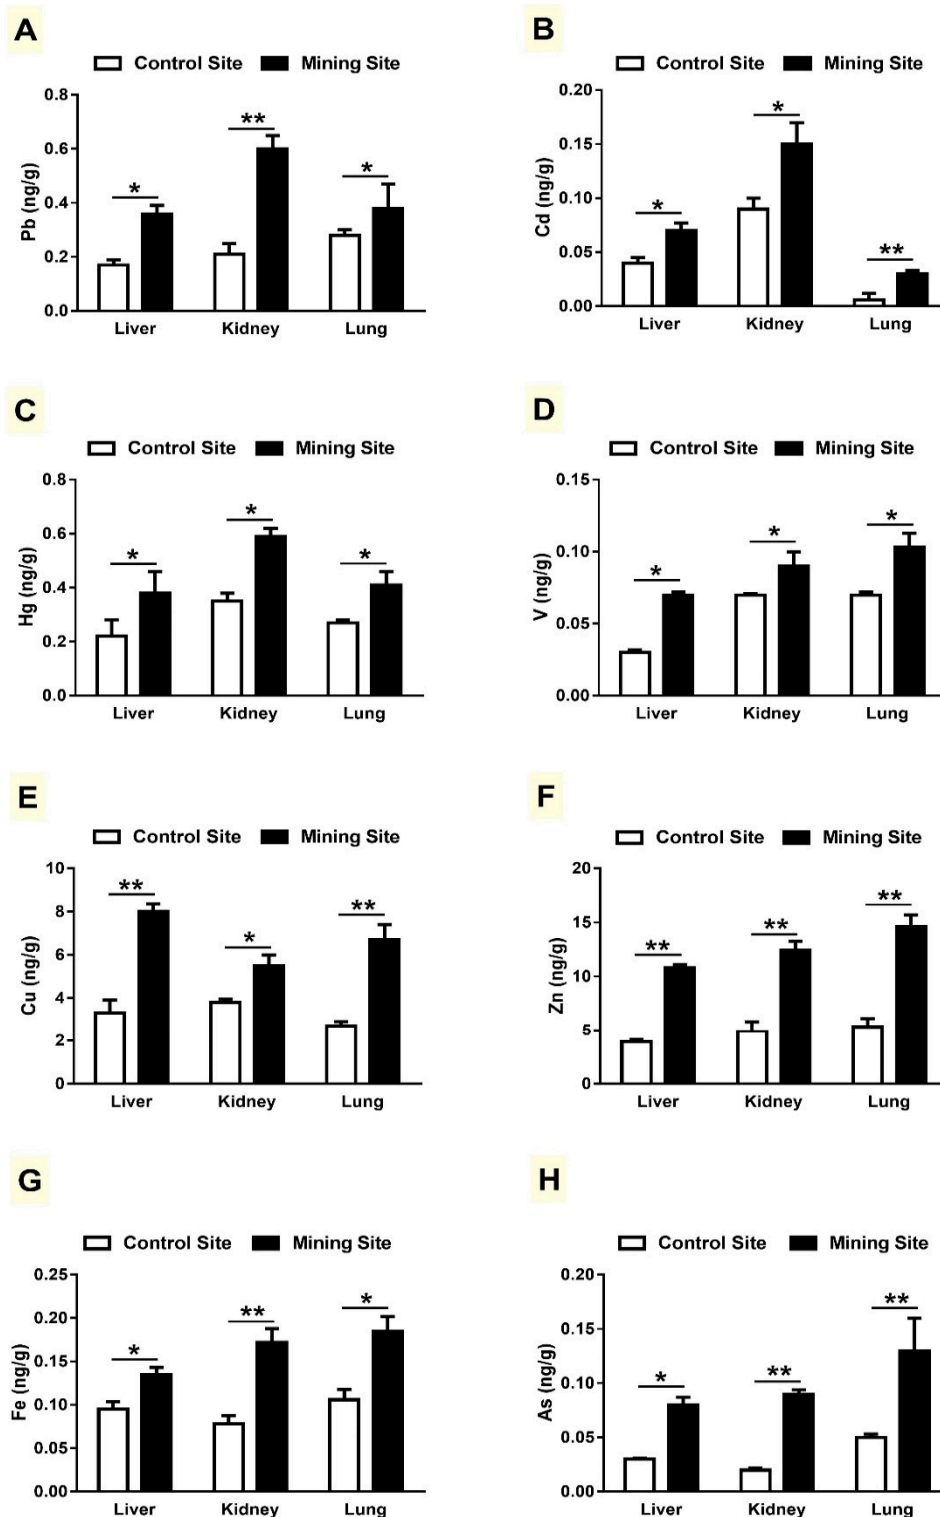 A
Control Site Mining Site
Pb (ng/g)
0.8
0.6
0.4
0.2
0.0
*
**
*
Liver Kidney Lung
B
Control Site Mining Site
Cd (ng/g)
0.20
0.15
0.10
0.05
0.00
*
*
**
Liver Kidney Lung
C
Control Site Mining Site
Hg (ng/g)
0.8
0.6
0.4
0.2
0.0
*
*
*
Liver Kidney Lung
D
Control Site Mining Site
V (ng/g)
0.15
0.10
0.05
0.00
*
*
*
Liver Kidney Lung
E
Control Site Mining Site
Cu (ng/g)
10
8
6
4
2
0
**
*
**
Liver Kidney Lung
F
Control Site Mining Site
Zn (ng/g)
20
15
10
5
0
**
**
**
Liver Kidney Lung
G
Control Site Mining Site
Fe (ng/g)
0.25
0.20
0.15
0.10
0.05
0.00
*
**
*
Liver Kidney Lung
H
Control Site Mining Site
As (ng/g)
0.20
0.15
0.10
0.05
0.00
*
**
**
Liver Kidney Lung